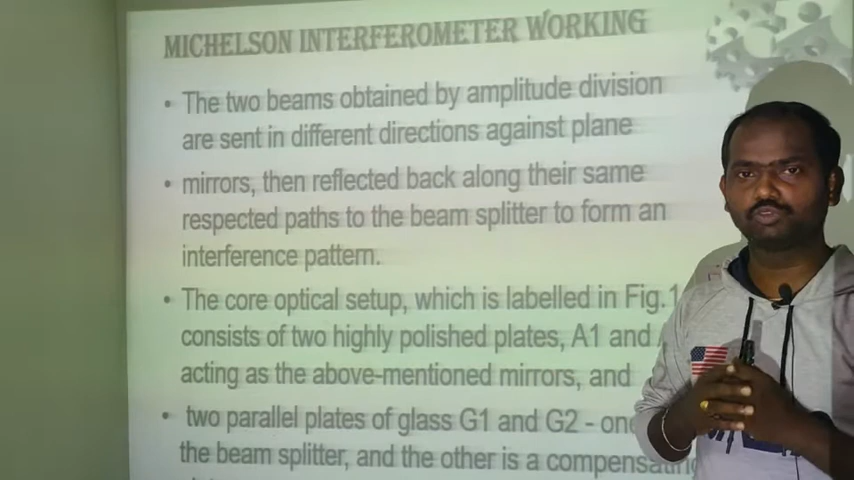 MICHELSON INTERFEROMETER WORKING
• The two beams obtained by amplitude division
are sent in different directions against plane
• mirrors, then reflected back along their same
respected paths to the beam splitter to form an
interference pattern.
• The core optical setup, which is labelled in Fig.1
consists of two highly polished plates, A1 and
acting as the above-mentioned mirrors, and
• two parallel plates of glass G1 and G2 - one
the beam splitter, and the other is a compensating